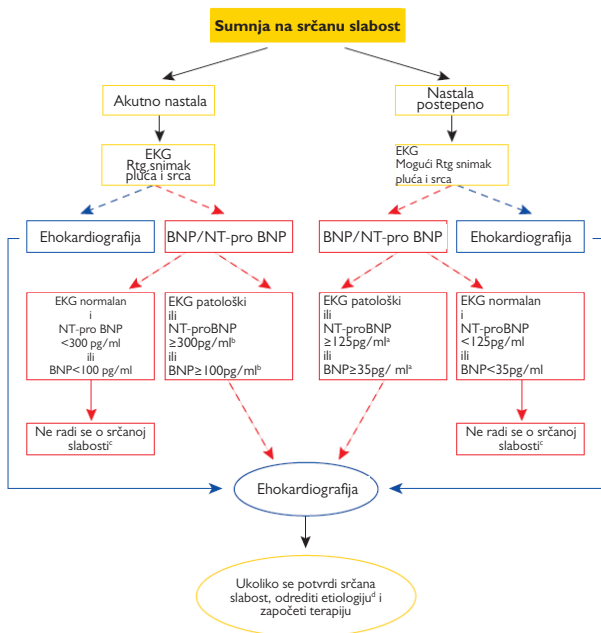 Sumnja na srčanu slabost
Akutno nastala
Nastala
postepeno
EKG
Rtg snimak
pluća i srca
EKG
Mogući Rtg snimak
pluća i srca
Ehokardiografija
BNP/NT-pro BNP
BNP/NT-pro BNP
Ehokardiografija
EKG normalan
i
NT-pro BNP
<300 pg/ml
ili
BNP<100 pg/ml
EKG patološki
ili
NT-proBNP
≥300pg/mlᵇ
ili
BNP≥100pg/mlᵇ
EKG patološki
ili
NT-proBNP
≥125pg/mlᵃ
ili
BNP≥35pg/ mlᵃ
EKG normalan
i
NT-proBNP
<125pg/ml
ili
BNP<35pg/ml
Ne radi se o srčanoj
slabostiᶜ
Ne radi se o srčanoj
slabostiᶜ
Ehokardiografija
Ukoliko se potvrdi srčana
slabost, odrediti etiologijuᵈ i
započeti terapiju